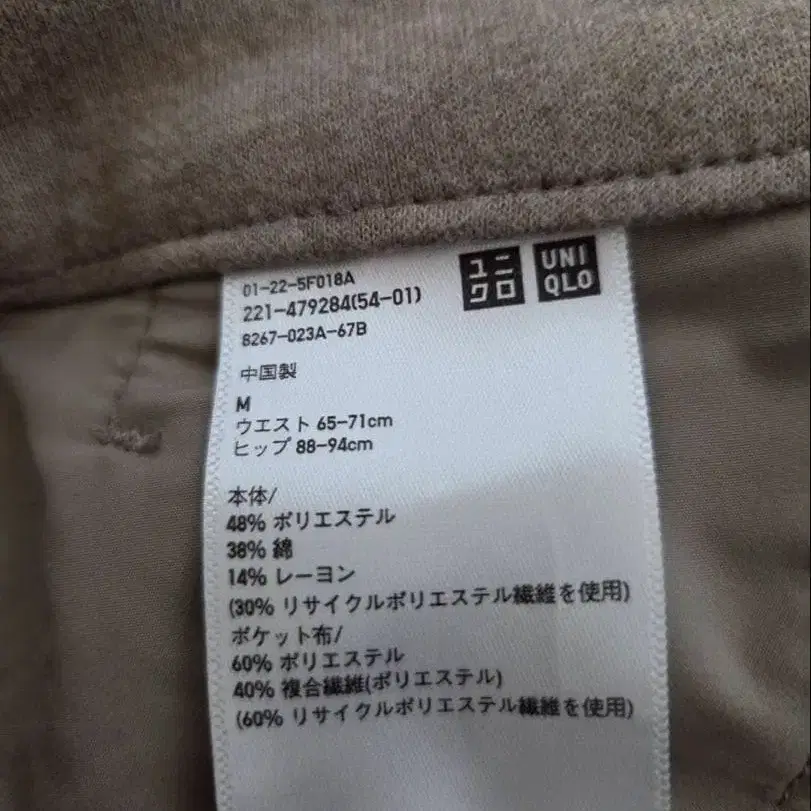 ユニ
クロ
UNI
QLO
01-22-5F018A
221-479284(54-01)
8267-023A-67B
中国製
M
ウエスト 65-71cm
ヒップ 88-94cm
本体/
48% ポリエステル
38% 綿
14% レーヨン
(30% リサイクルポリエステル繊維を使用)
ポケット布/
60% ポリエステル
40% 複合繊維(ポリエステル)
(60% リサイクルポリエステル繊維を使用)